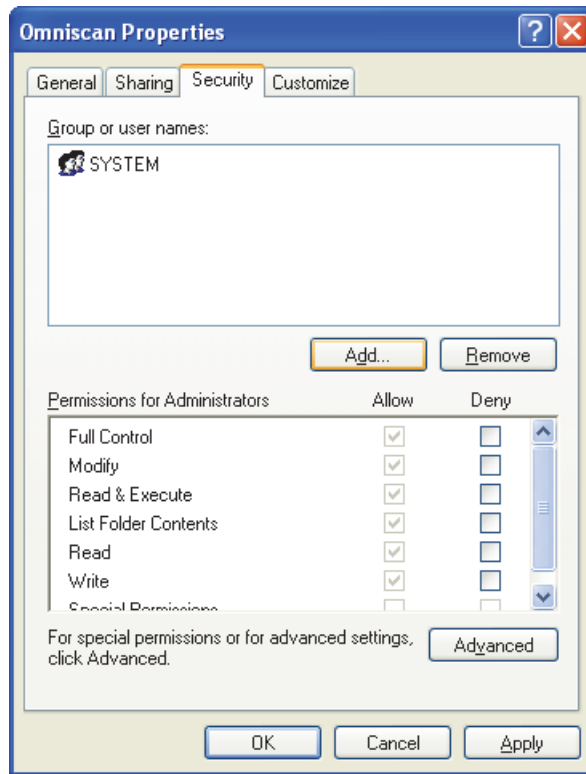 Omniscan Properties
General Sharing Security Customize
Group or user names:
SYSTEM
Add... Remove
Permissions for Administrators Allow Deny
Full Control
Modify
Read & Execute
List Folder Contents
Read
Write
Special Permissions
For special permissions or for advanced settings,
click Advanced.
Advanced
OK Cancel Apply